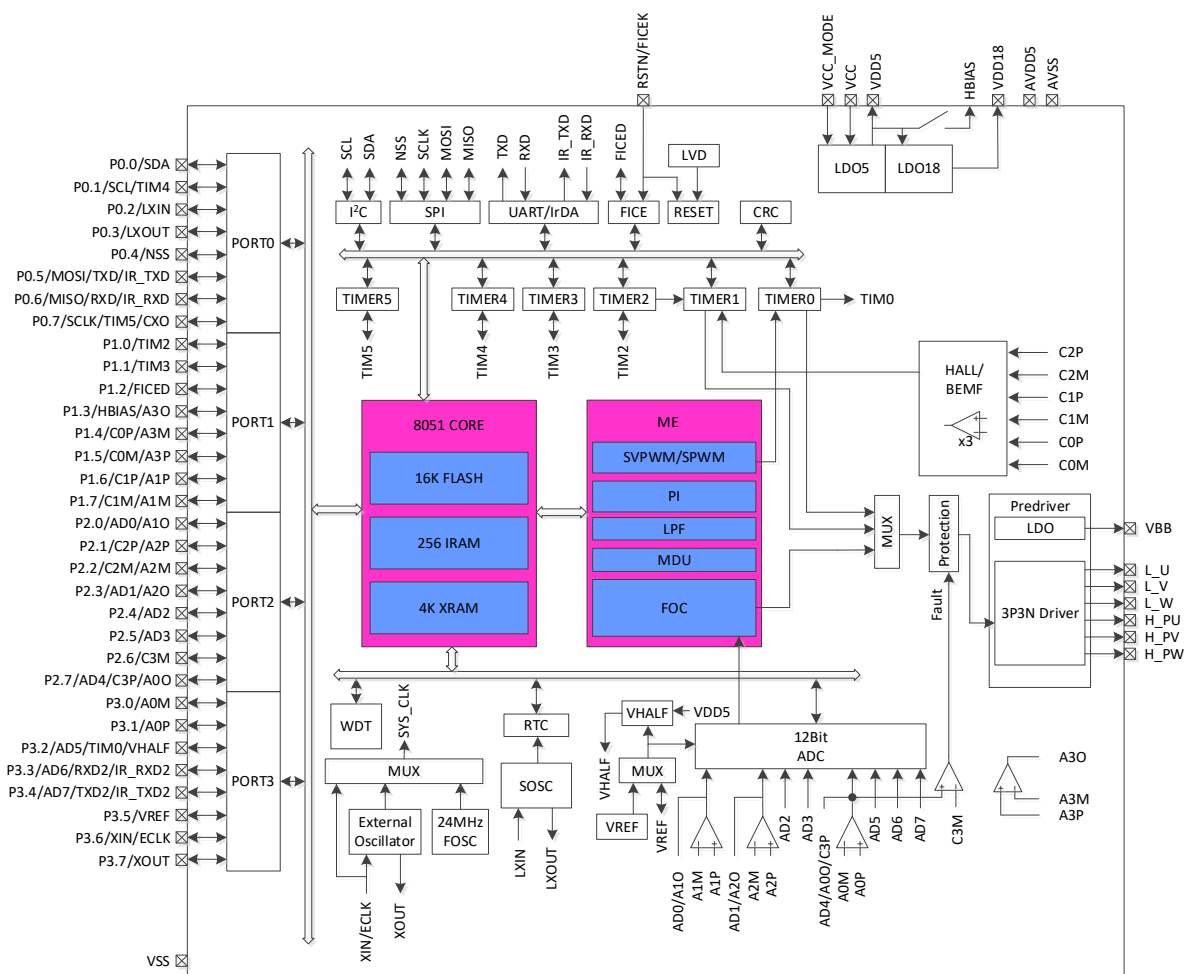 RSTN/FICEK
VCC_MODE
VCC
VDD5
HBIAS
VDD18
AVDD5
AVSS
P0.0/SDA
P0.1/SCL/TIM4
P0.2/LXIN
P0.3/LXOUT
P0.4/NSS
P0.5/MOSI/TXD/IR_TXD
P0.6/MISO/RXD/IR_RXD
P0.7/SCLK/TIM5/CXO
P1.0/TIM2
P1.1/TIM3
P1.2/FICED
P1.3/HBIAS/A3O
P1.4/C0P/A3M
P1.5/C0M/A3P
P1.6/C1P/A1P
P1.7/C1M/A1M
P2.0/AD0/A1O
P2.1/C2P/A2P
P2.2/C2M/A2M
P2.3/AD1/A2O
P2.4/AD2
P2.5/AD3
P2.6/C3M
P2.7/AD4/C3P/A0O
P3.0/A0M
P3.1/A0P
P3.2/AD5/TIM0/VHALF
P3.3/AD6/RXD2/IR_RXD2
P3.4/AD7/TXD2/IR_TXD2
P3.5/VREF
P3.6/XIN/ECLK
P3.7/XOUT
VSS
PORT0
PORT1
PORT2
PORT3
SCL
SDA
NSS
SCLK
MOSI
MISO
TXD
RXD
IR_TXD
IR_RXD
FICED
LVD
LDO5
LDO18
I²C
SPI
UART/IrDA
FICE
RESET
CRC
TIMER5
TIMER4
TIMER3
TIMER2
TIMER1
TIMER0
TIM0
TIM5
TIM4
TIM3
TIM2
8051 CORE
16K FLASH
256 IRAM
4K XRAM
ME
SVPWM/SPWM
PI
LPF
MDU
FOC
HALL/
BEMF
x3
C2P
C2M
C1P
C1M
C0P
C0M
MUX
Protection
Fault
Predriver
LDO
3P3N Driver
VBB
L_U
L_V
L_W
H_PU
H_PV
H_PW
WDT
SYS_CLK
MUX
External
Oscillator
24MHz
FOSC
XIN/ECLK
XOUT
RTC
SOSC
LXIN
LXOUT
VHALF
VDD5
VHALF
MUX
VREF
VREF
12Bit
ADC
AD0/A1O
A1M
A1P
AD1/A2O
A2M
A2P
AD2
AD3
AD4/A0O/C3P
A0M
A0P
AD5
AD6
AD7
C3M
A3O
A3M
A3P